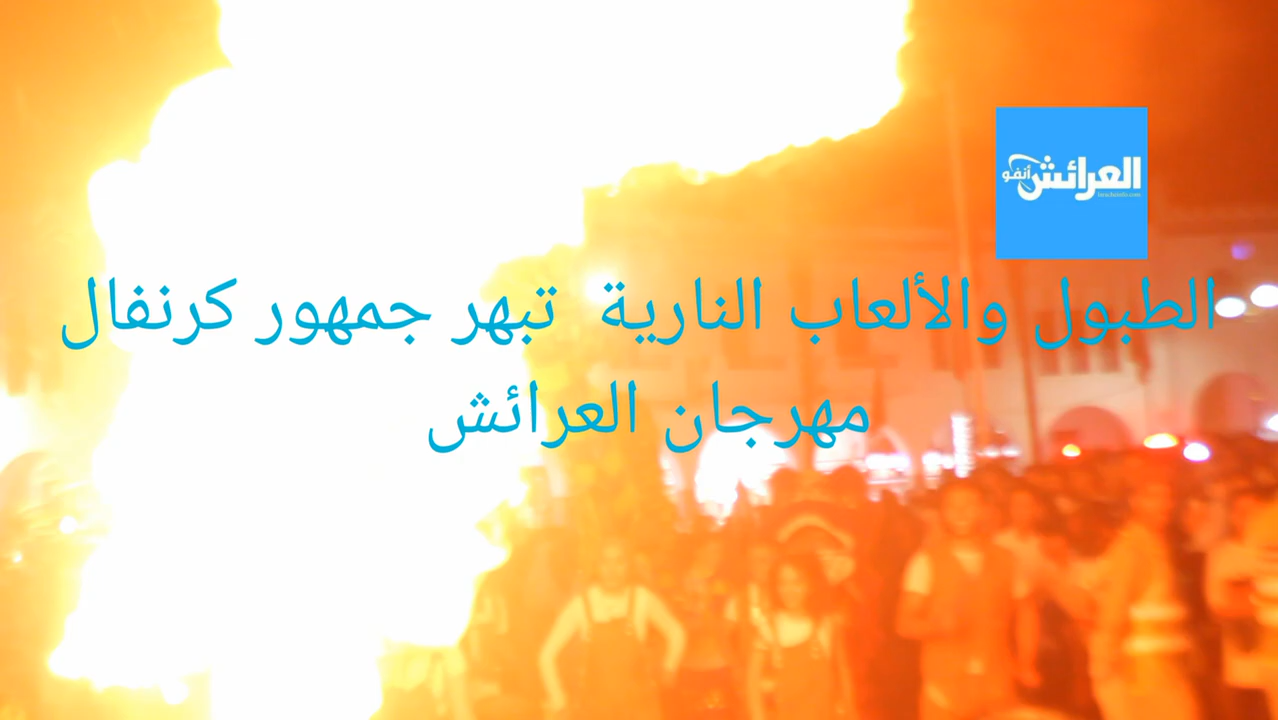 العرائش
أنفو
الطبول والألعاب النارية تبهر جمهور كرنفال
مهرجان العرائش